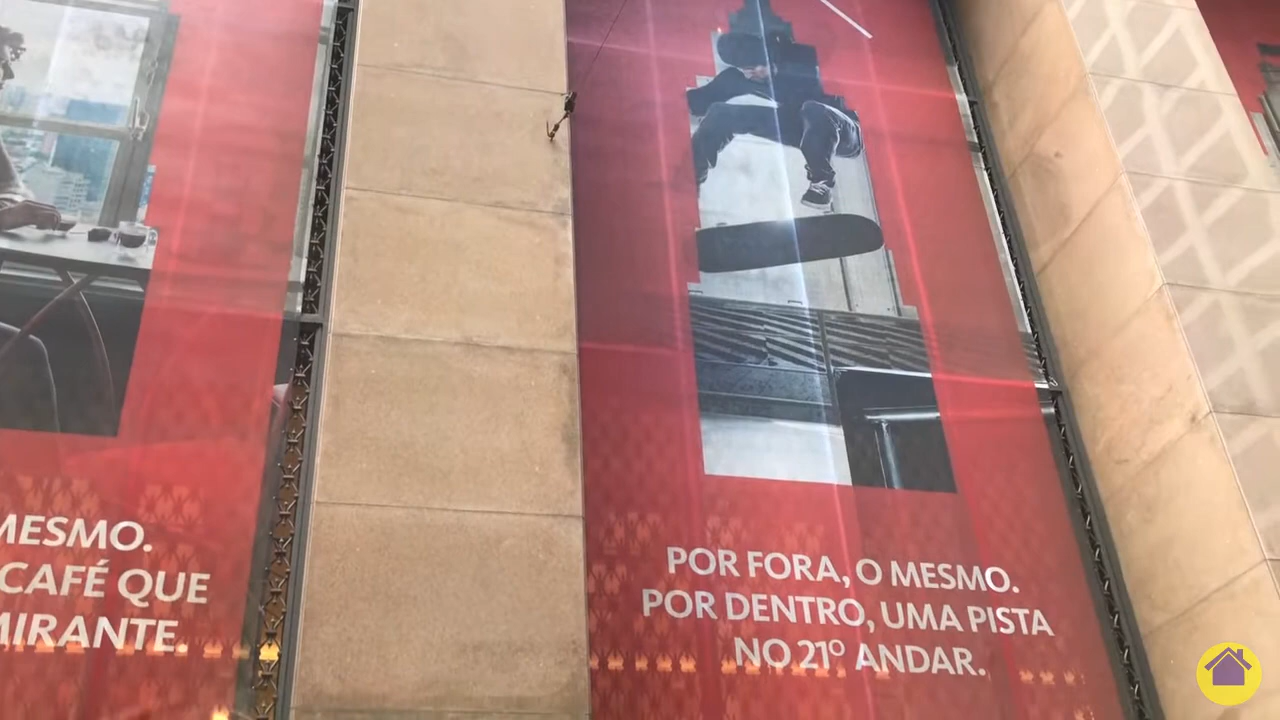 MESMO.
CAFÉ QUE
MIRANTE.
POR FORA, O MESMO.
POR DENTRO, UMA PISTA
NO 21º ANDAR.